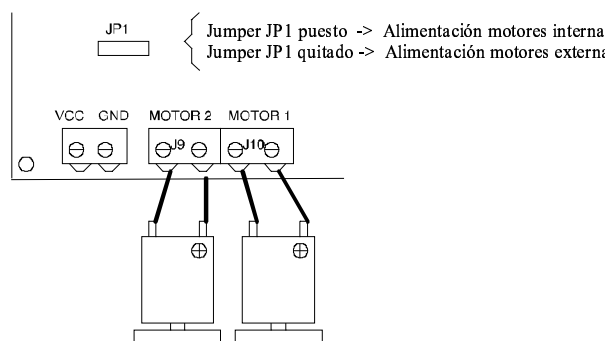 JP1
Jumper JP1 puesto -> Alimentación motores interna
Jumper JP1 quitado -> Alimentación motores externa
VCC GND MOTOR 2 MOTOR 1
J9 J10